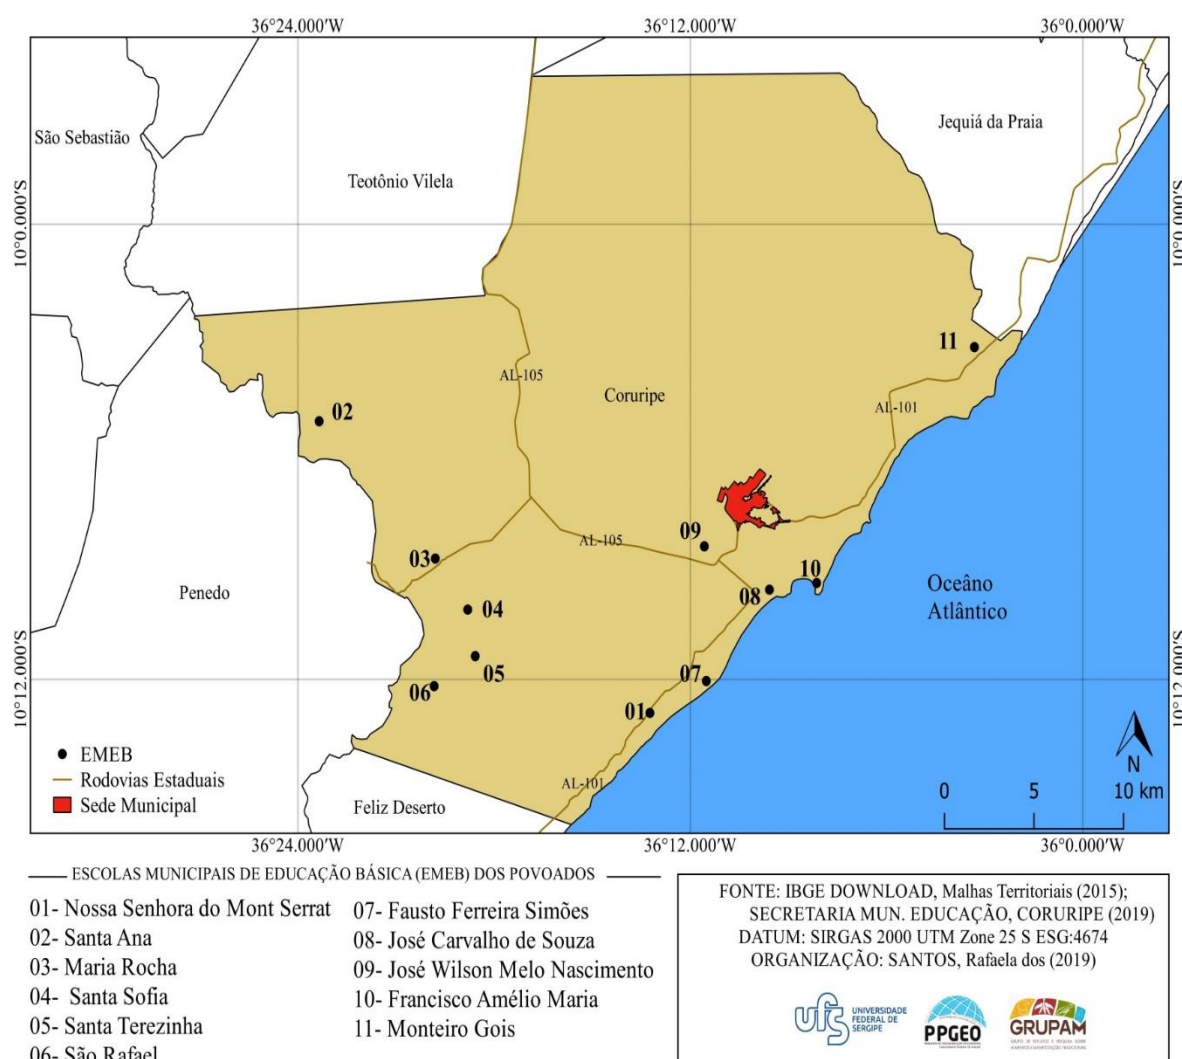 36°24.000'W 36°12.000'W 36°0.000'W
São Sebastião
Jequiá da Praia
Teotônio Vilela
10°0.000'S 10°0.000'S
11
AL-105
Coruripe
AL-101
02
09
AL-105
03
10
Oceâno
Atlântico
Penedo
08
04
05
07
06
10°12.000'S 10°12.000'S
01
EMEB
Rodovias Estaduais
Sede Municipal
AL-101
Feliz Deserto
N
0 5 10 km
36°24.000'W 36°12.000'W 36°0.000'W
ESCOLAS MUNICIPAIS DE EDUCAÇÃO BÁSICA (EMEB) DOS POVOADOS
01- Nossa Senhora do Mont Serrat
02- Santa Ana
03- Maria Rocha
04- Santa Sofia
05- Santa Terezinha
06- São Rafael
07- Fausto Ferreira Simões
08- José Carvalho de Souza
09- José Wilson Melo Nascimento
10- Francisco Amélio Maria
11- Monteiro Gois
FONTE: IBGE DOWNLOAD, Malhas Territoriais (2015);
SECRETARIA MUN. EDUCAÇÃO, CORURIPE (2019)
DATUM: SIRGAS 2000 UTM Zone 25 S ESG:4674
ORGANIZAÇÃO: SANTOS, Rafaela dos (2019)
ufs UNIVERSIDADE
FEDERAL DE
SERGIPE
PPGEO
GRUPAM